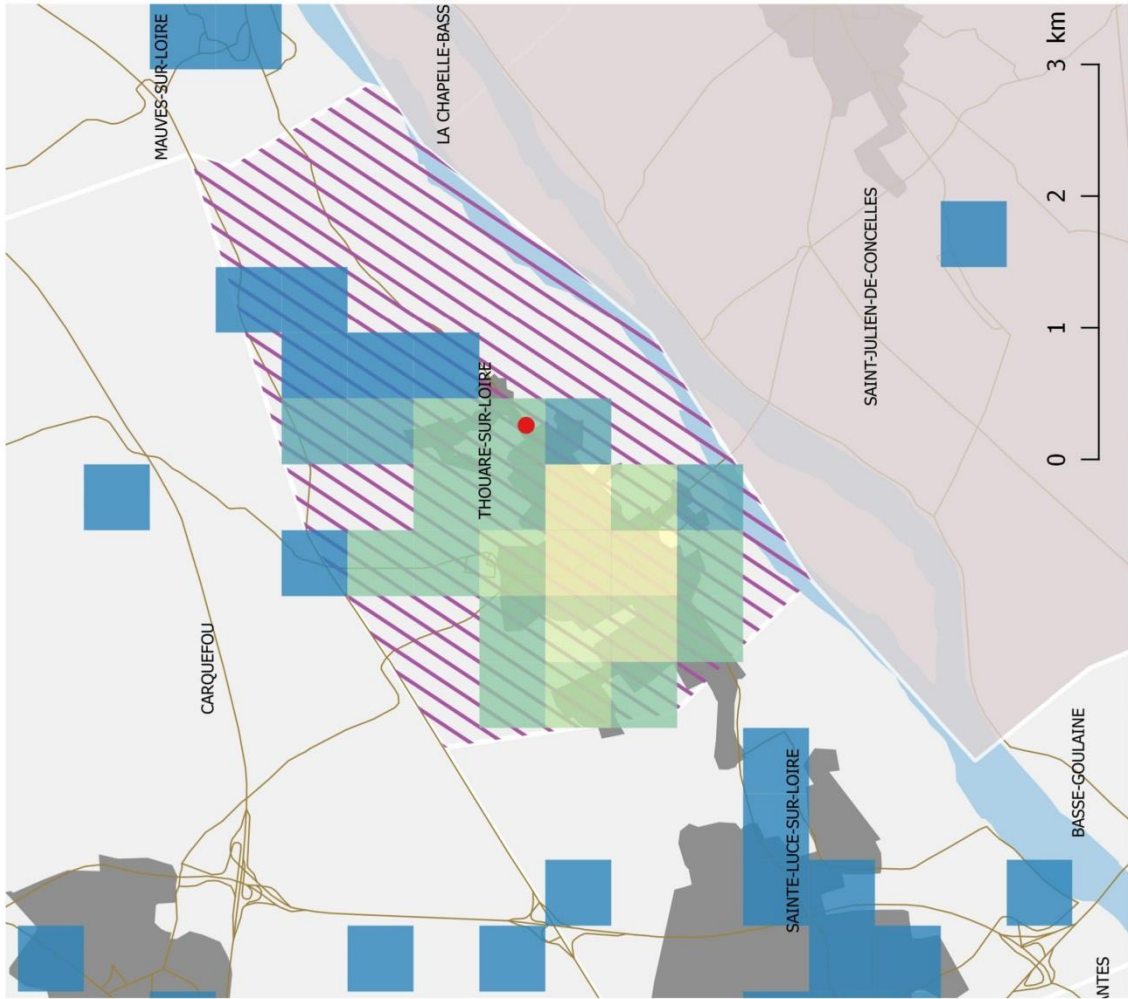 MAUVES-SUR-LOIRE
LA CHAPELLE-BASS
CARQUEFOU
THOUARE-SUR-LOIRE
SAINT-JULIEN-DE-CONCELLES
SAINTE-LUCE-SUR-LOIRE
BASSE-GOULAINE
NTES
0 1 2 3 km